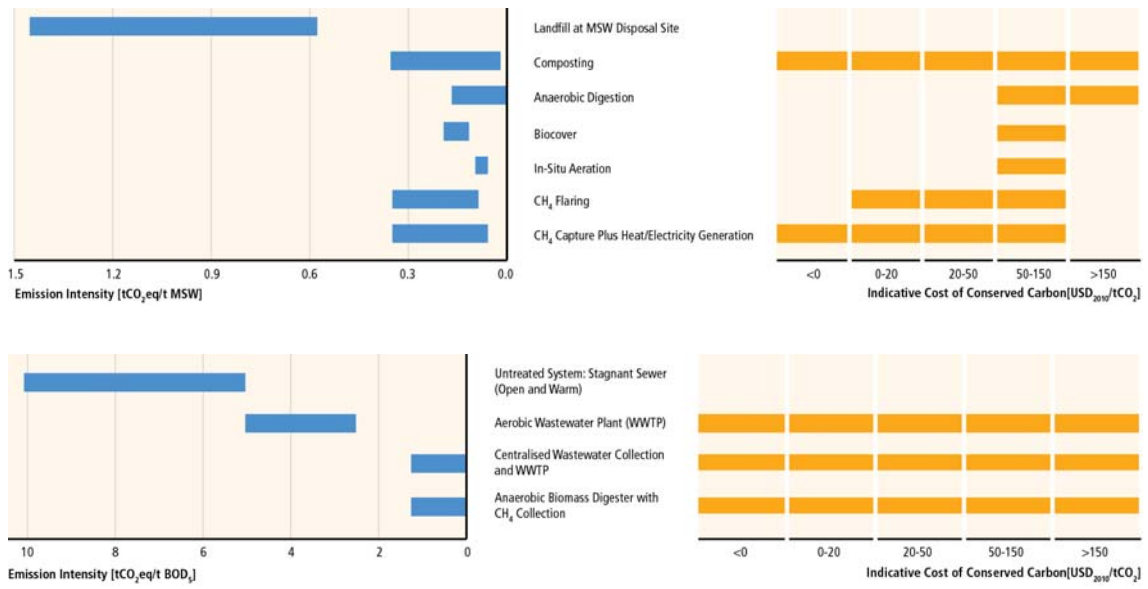 Landfill at MSW Disposal Site
Composting
Anaerobic Digestion
Biocover
In-Situ Aeration
CH₄ Flaring
CH₄ Capture Plus Heat/Electricity Generation
1.5 1.2 0.9 0.6 0.3 0.0
Emission Intensity [tCO₂eq/t MSW]
<0 0-20 20-50 50-150 >150
Indicative Cost of Conserved Carbon[USD₂₀₁₀/tCO₂]
Untreated System: Stagnant Sewer
(Open and Warm)
Aerobic Wastewater Plant (WWTP)
Centralised Wastewater Collection
and WWTP
Anaerobic Biomass Digester with
CH₄ Collection
10 8 6 4 2 0
Emission Intensity [tCO₂eq/t BOD₅]
<0 0-20 20-50 50-150 >150
Indicative Cost of Conserved Carbon[USD₂₀₁₀/tCO₂]